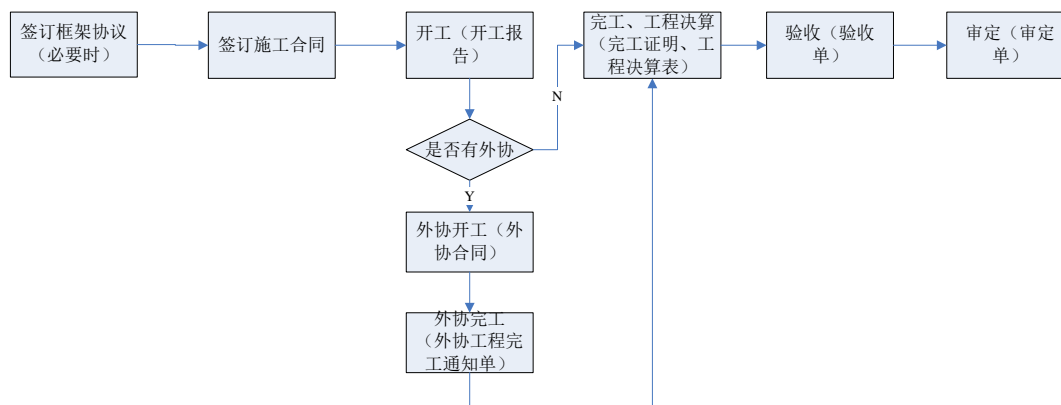 签订框架协议
（必要时）
签订施工合同
开工（开工报
告）
完工、工程决算
（完工证明、工
程决算表）
验收（验收
单）
审定（审定
单）
N
是否有外协
Y
外协开工（外
协合同）
外协完工
（外协工程完
工通知单）